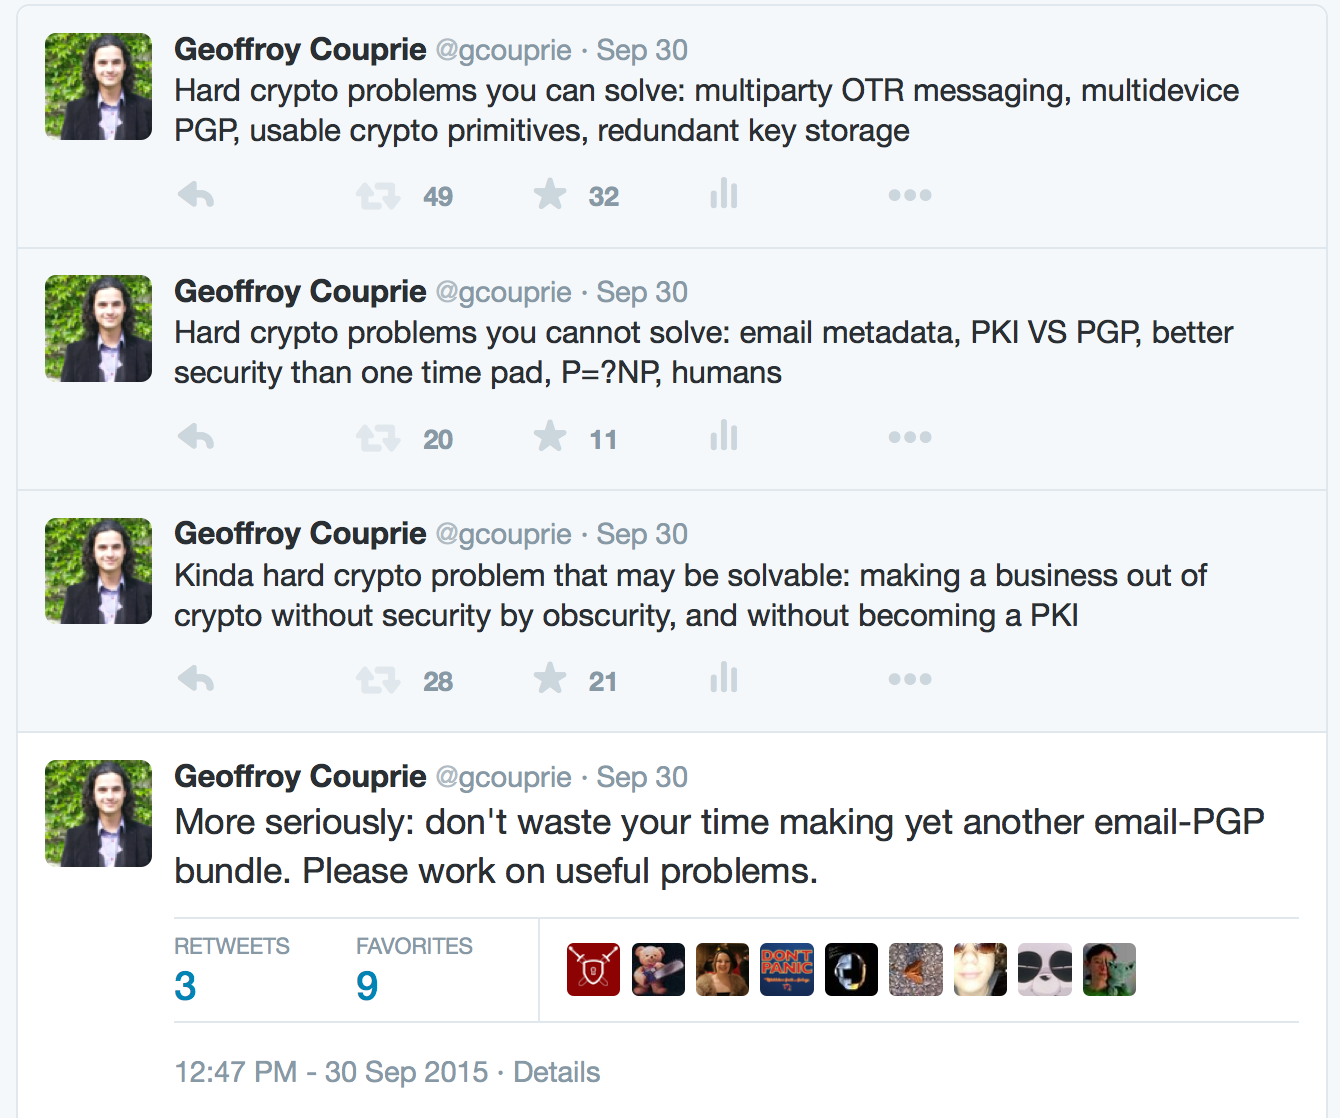 Geoffroy Couprie @gcouprie · Sep 30
Hard crypto problems you can solve: multiparty OTR messaging, multidevice
PGP, usable crypto primitives, redundant key storage
49 32
Geoffroy Couprie @gcouprie · Sep 30
Hard crypto problems you cannot solve: email metadata, PKI VS PGP, better
security than one time pad, P=?NP, humans
20 11
Geoffroy Couprie @gcouprie · Sep 30
Kinda hard crypto problem that may be solvable: making a business out of
crypto without security by obscurity, and without becoming a PKI
28 21
Geoffroy Couprie @gcouprie · Sep 30
More seriously: don't waste your time making yet another email-PGP
bundle. Please work on useful problems.
RETWEETS FAVORITES
3 9
DON'T
PANIC
12:47 PM - 30 Sep 2015 · Details